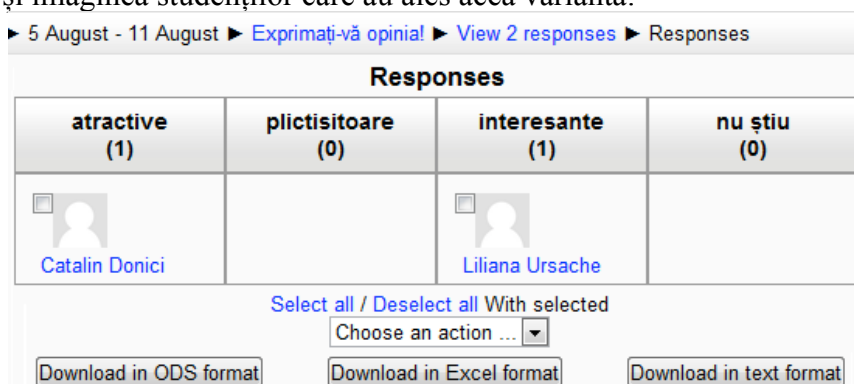 și imaginea studenților care au ales acea variantă.
► 5 August - 11 August ► Exprimați-vă opinia! ► View 2 responses ► Responses
Responses
atractive (1)
plictisitoare (0)
interesante (1)
nu știu (0)
Catalin Donici
Liliana Ursache
Select all / Deselect all With selected
Choose an action ...
Download in ODS format
Download in Excel format
Download in text format